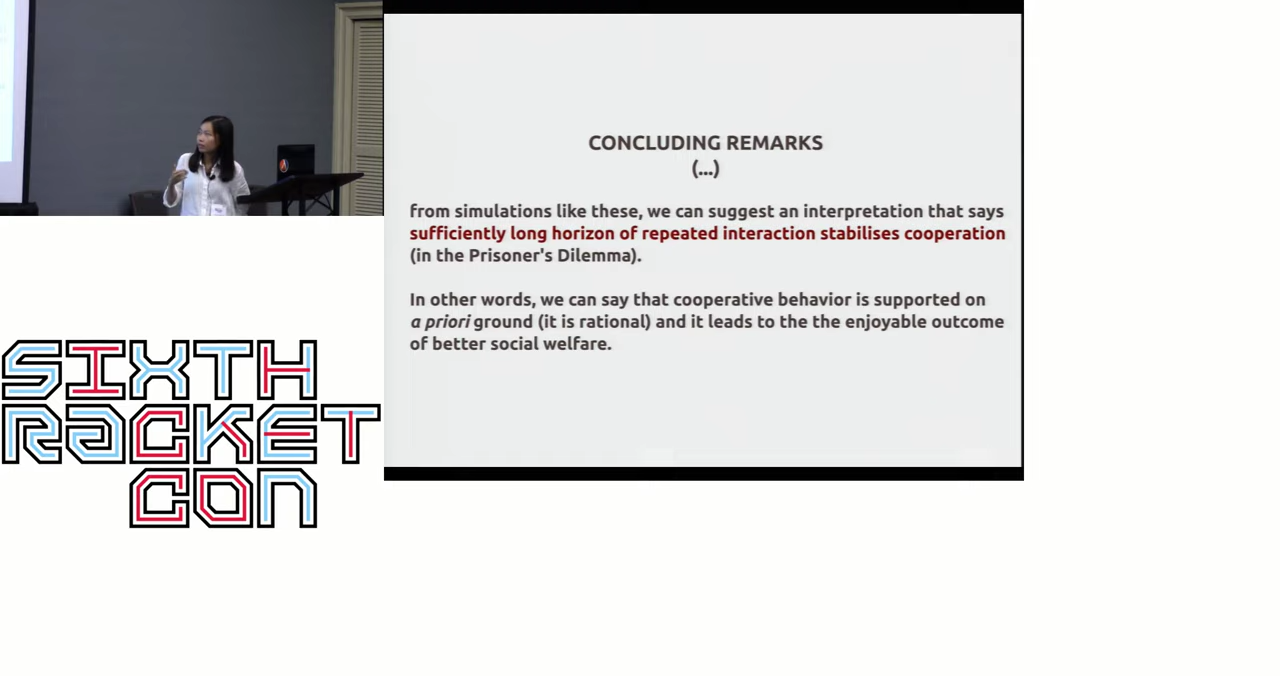 CONCLUDING REMARKS
(...)
from simulations like these, we can suggest an interpretation that says
sufficiently long horizon of repeated interaction stabilises cooperation
(in the Prisoner's Dilemma).
In other words, we can say that cooperative behavior is supported on
a priori ground (it is rational) and it leads to the the enjoyable outcome
of better social welfare.
SIXTH
RACKET
CON